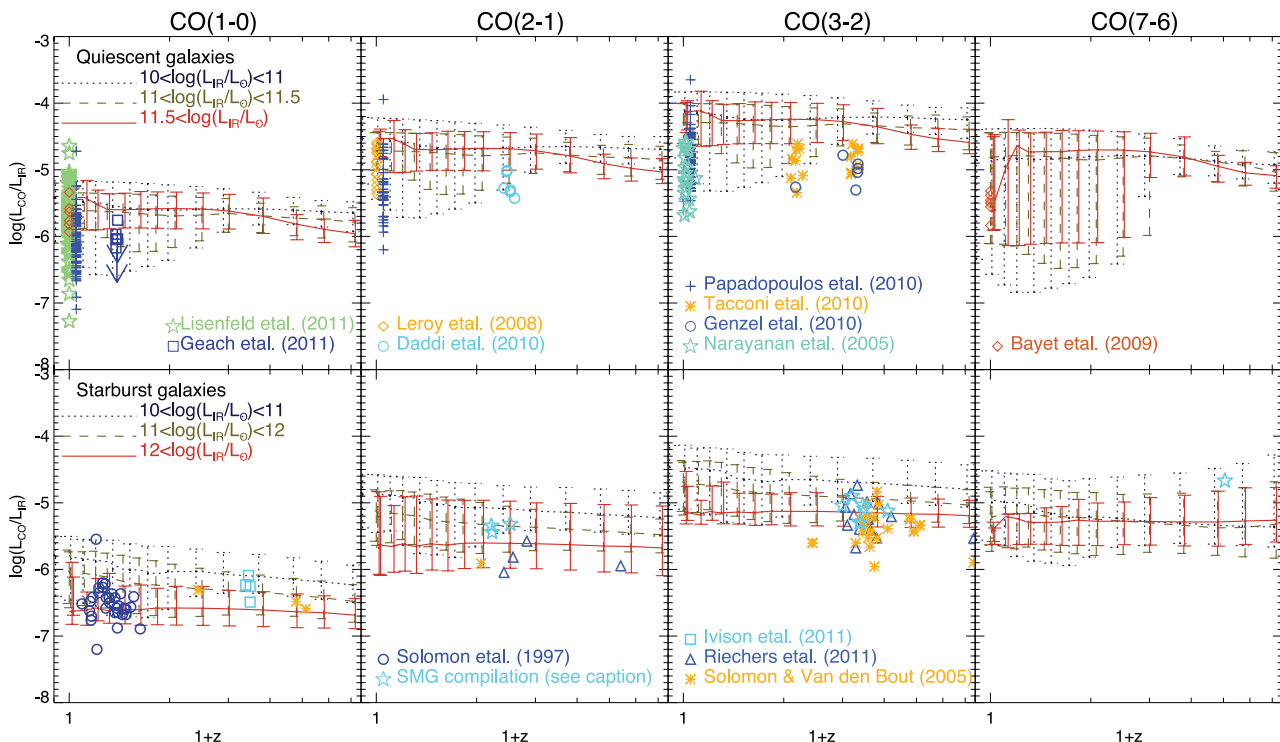 CO(1-0) CO(2-1) CO(3-2) CO(7-6)
-3
-4
-5
-6
-7
-8
log(L_CO/L_IR)
Quiescent galaxies
10<log(L_IR/L_⊙)<11
11<log(L_IR/L_⊙)<11.5
11.5<log(L_IR/L_⊙)
Lisenfeld etal. (2011)
Geach etal. (2011)
Leroy etal. (2008)
Daddi etal. (2010)
Papadopoulos etal. (2010)
Tacconi etal. (2010)
Genzel etal. (2010)
Narayanan etal. (2005)
Bayet etal. (2009)
-3
-4
-5
-6
-7
-8
log(L_CO/L_IR)
Starburst galaxies
10<log(L_IR/L_⊙)<11
11<log(L_IR/L_⊙)<12
12<log(L_IR/L_⊙)
Solomon etal. (1997)
SMG compilation (see caption)
Ivison etal. (2011)
Riechers etal. (2011)
Solomon & Van den Bout (2005)
1 1 1 1
1+z 1+z 1+z 1+z